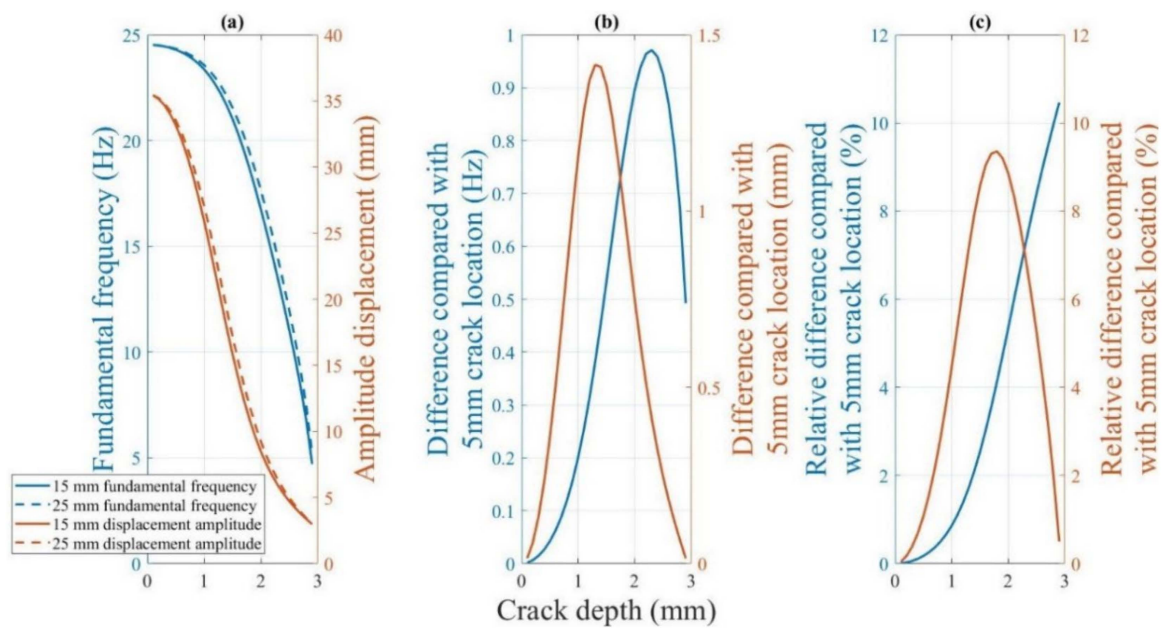 (a)
(b)
(c)
25
20
15
10
5
0
Fundamental frequency (Hz)
40
35
30
25
20
15
10
5
0
Amplitude displacement (mm)
0 1 2 3
15 mm fundamental frequency
25 mm fundamental frequency
15 mm displacement amplitude
25 mm displacement amplitude
Difference compared with
5mm crack location (Hz)
1
0.9
0.8
0.7
0.6
0.5
0.4
0.3
0.2
0.1
0
1.5
1
0.5
0
Difference compared with
5mm crack location (mm)
0 1 2 3
Relative difference compared
with 5mm crack location (%)
12
10
8
6
4
2
0
12
10
8
6
4
2
0
Relative difference compared
with 5mm crack location (%)
0 1 2 3
Crack depth (mm)